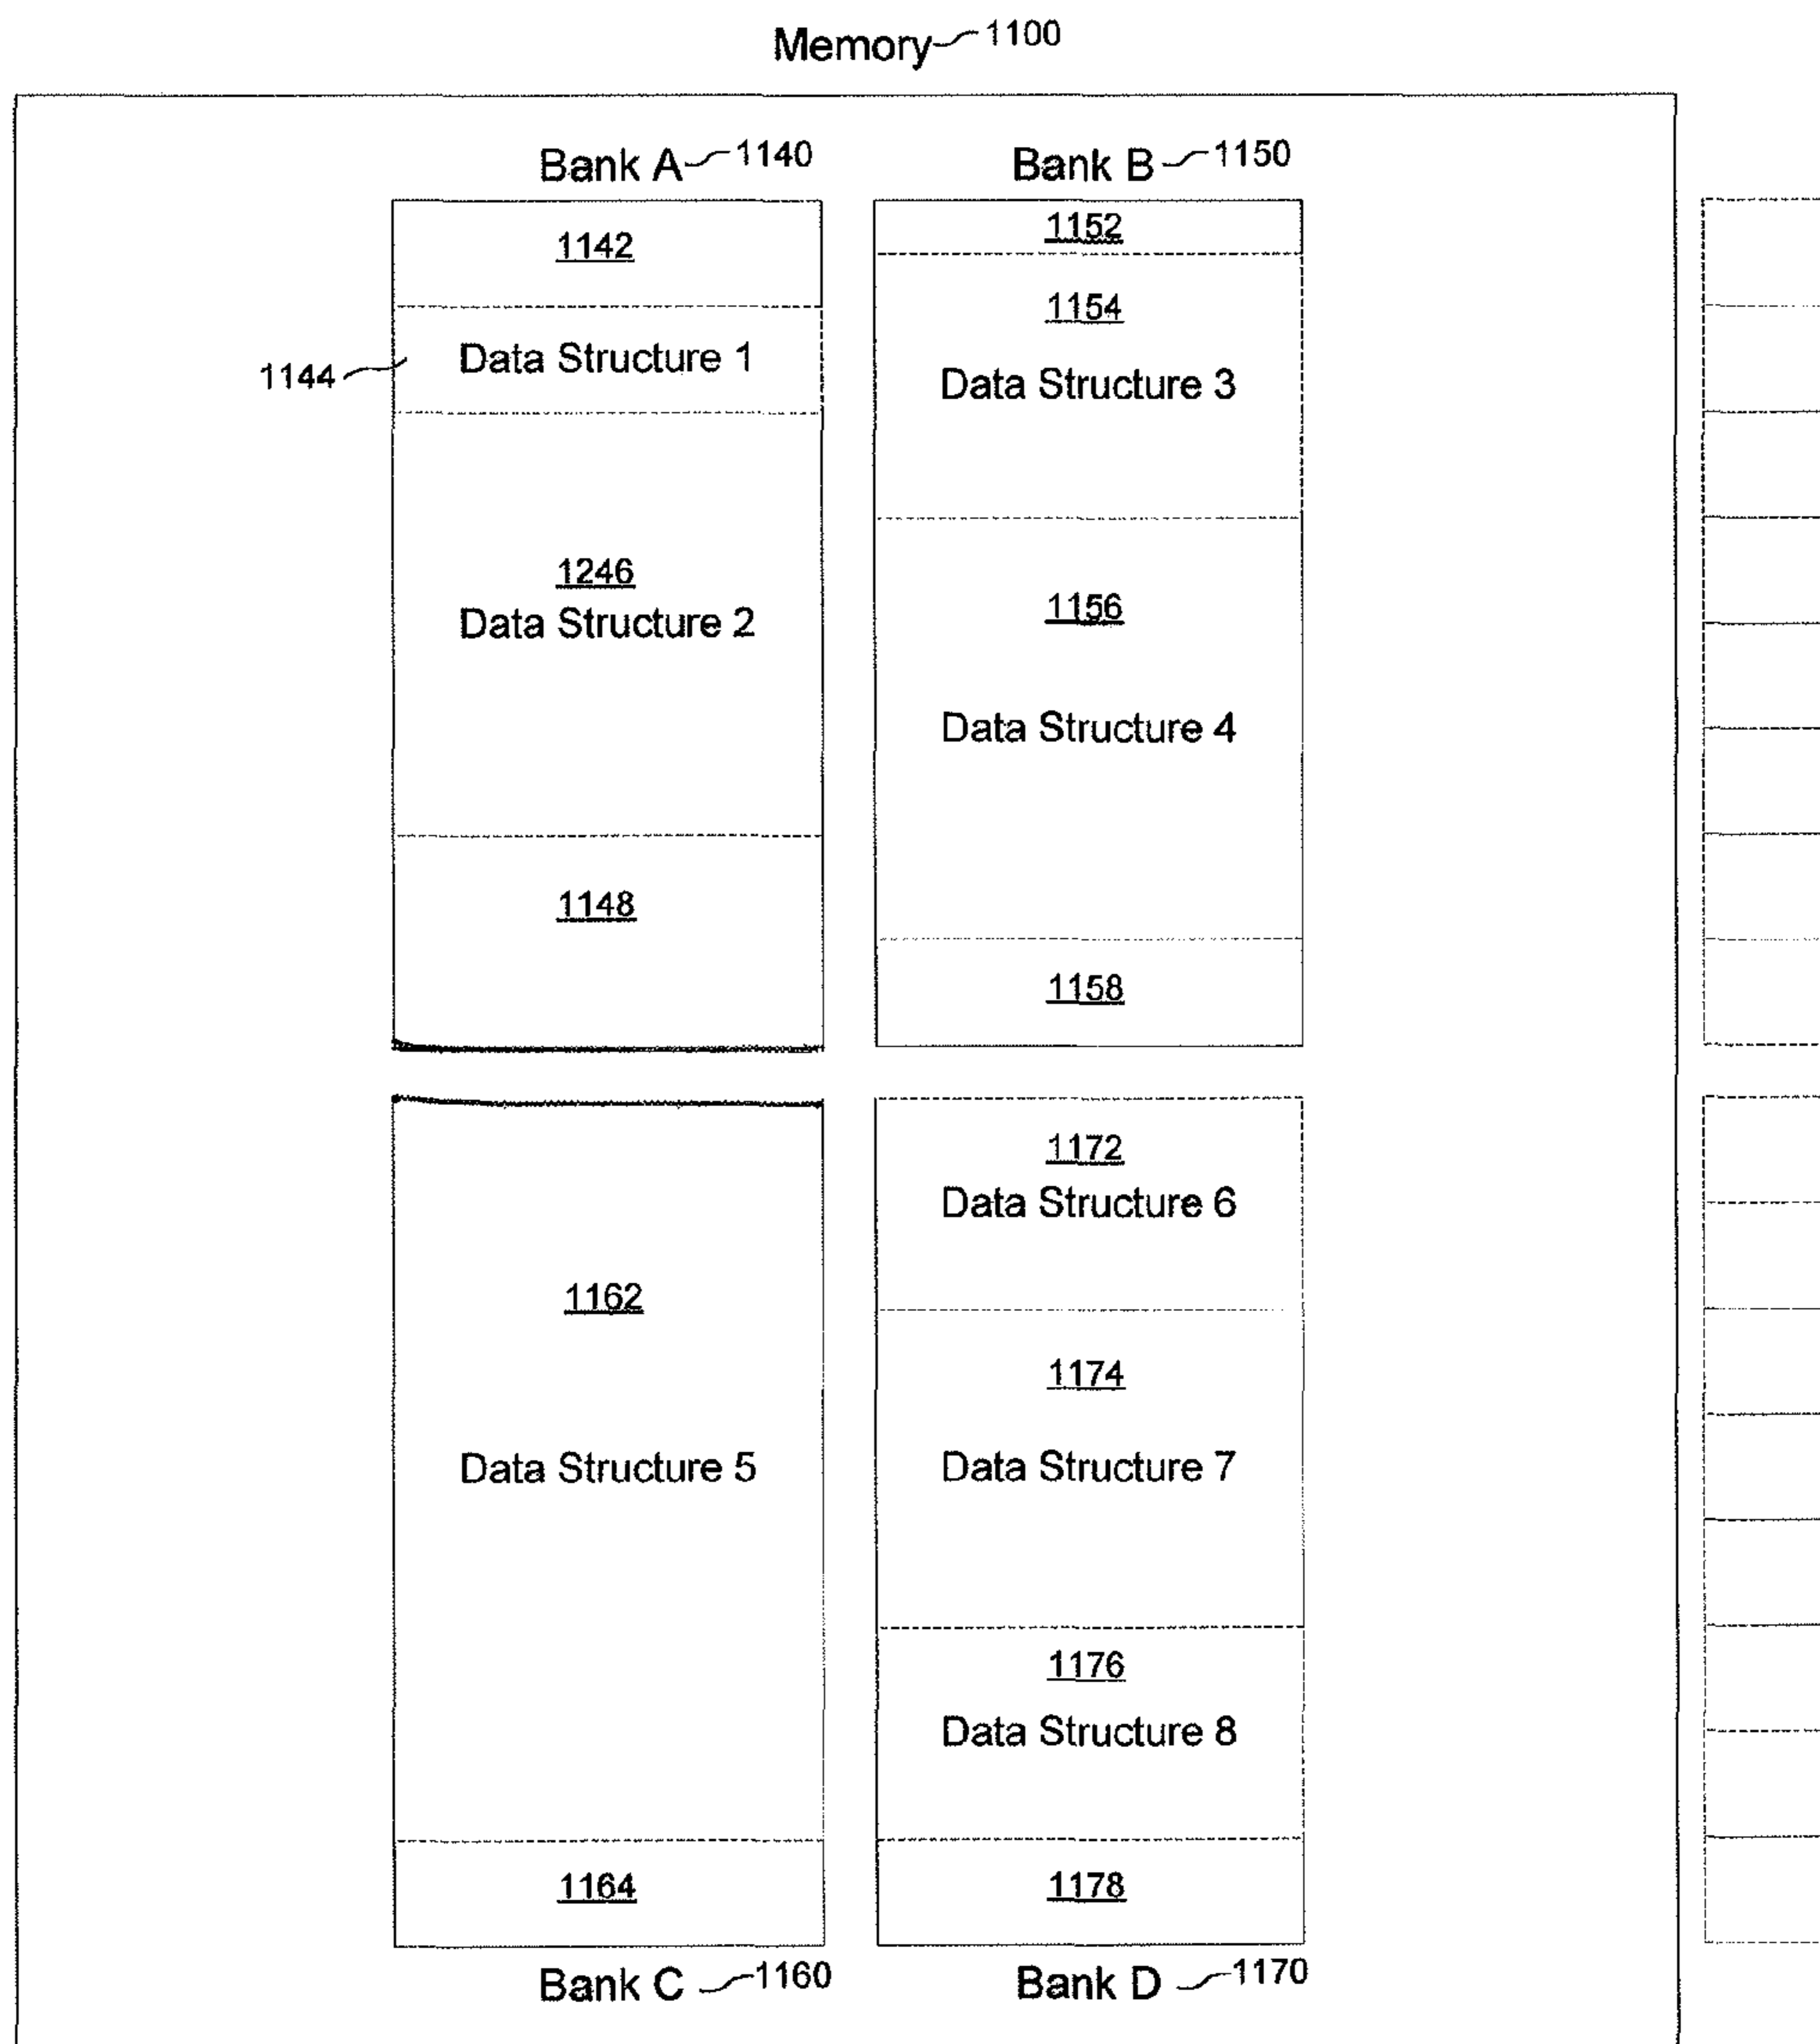 Memory 1100
Bank A 1140
1142
1144
Data Structure 1
1246
Data Structure 2
1148
Bank B 1150
1152
1154
Data Structure 3
1156
Data Structure 4
1158
1162
Data Structure 5
1164
Bank C 1160
1172
Data Structure 6
1174
Data Structure 7
1176
Data Structure 8
1178
Bank D 1170